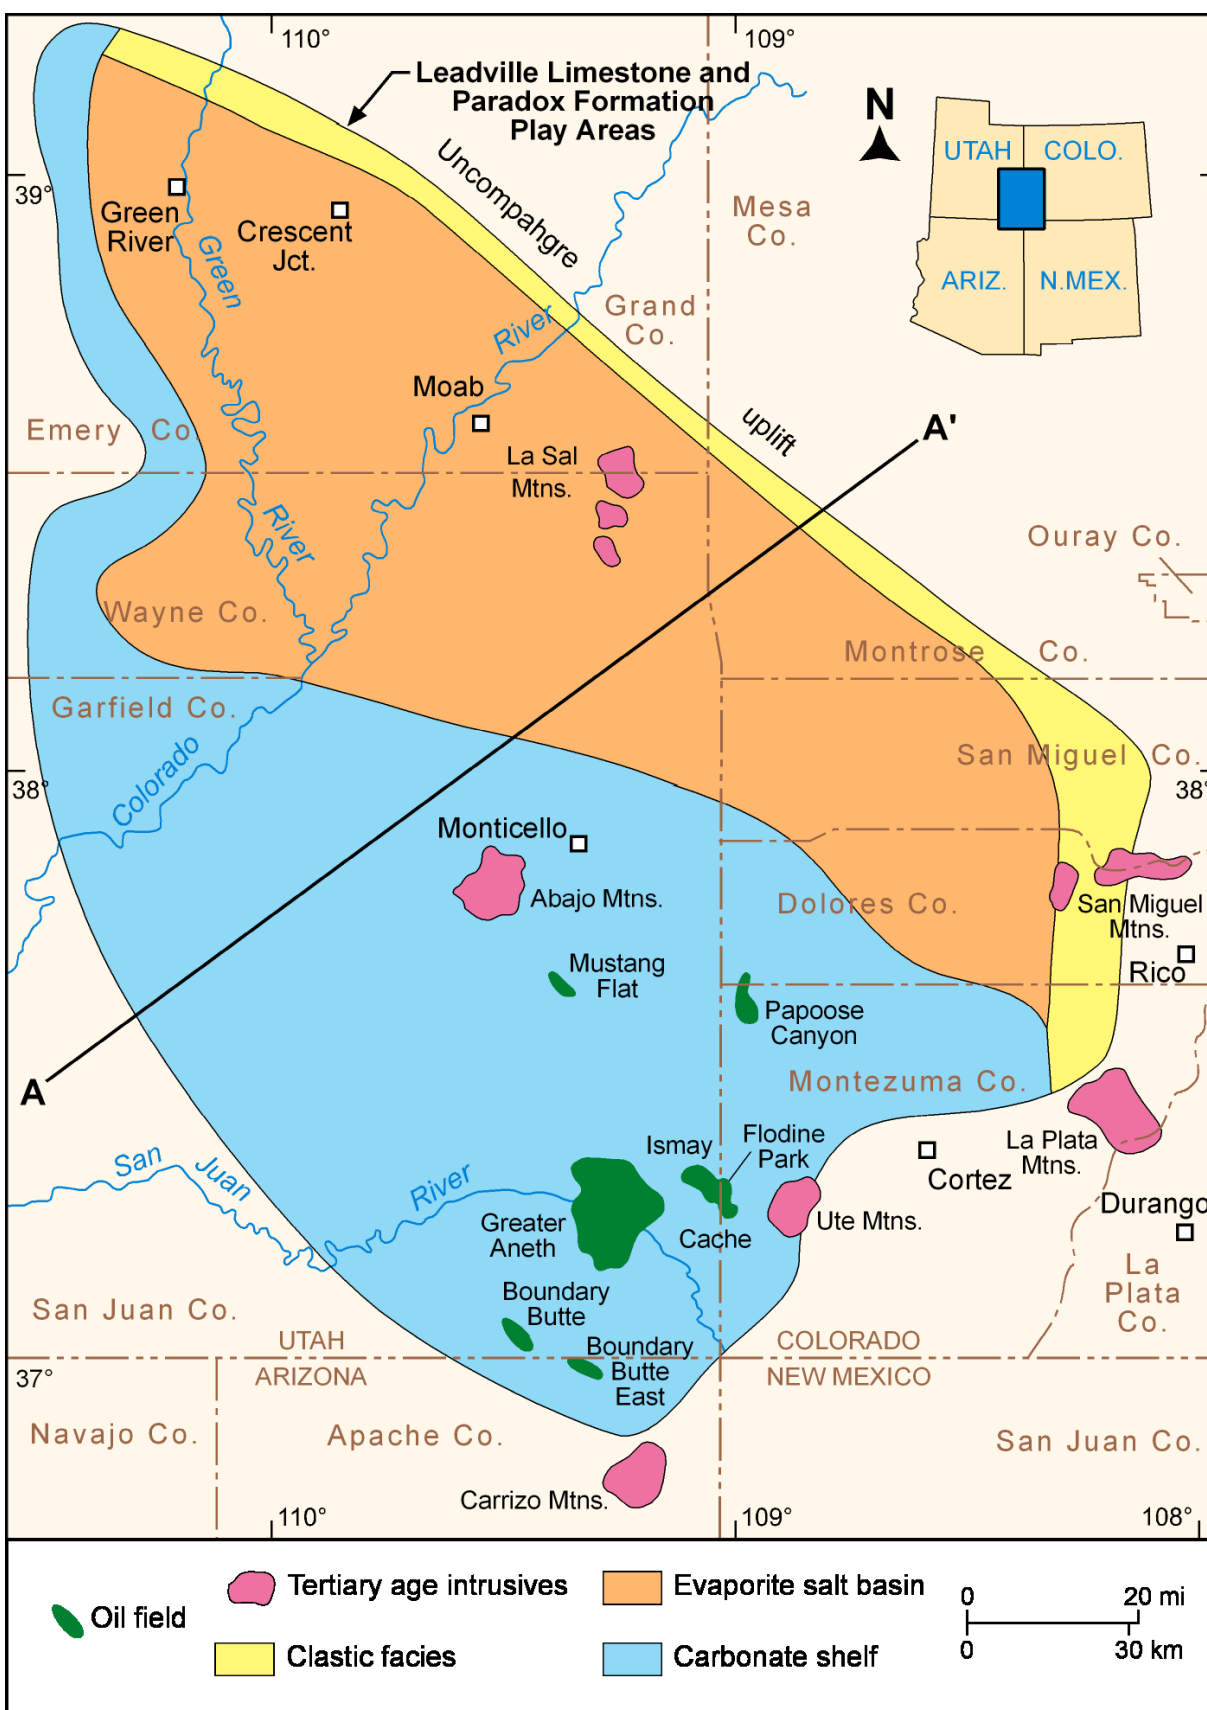 110°
109°
Leadville Limestone and
Paradox Formation
Play Areas
N
UTAH
COLO.
ARIZ.
N.MEX.
39°
Uncompahgre
Mesa
Co.
Green
River
Crescent
Jct.
Green
River
Grand
Co.
Moab
Emery Co.
La Sal
Mtns.
uplift
A'
River
Ouray Co.
Wayne Co.
Montrose Co.
Garfield Co.
San Miguel Co.
Colorado
38°
38°
Monticello
Abajo Mtns.
Dolores Co.
San Miguel
Mtns.
Rico
Mustang
Flat
Papoose
Canyon
A
Montezuma Co.
Ismay
Flodine
Park
La Plata
Mtns.
Cortez
San Juan River
Greater
Aneth
Cache
Ute Mtns.
Durango
La
Plata
Co.
San Juan Co.
Boundary
Butte
UTAH
COLORADO
Boundary
Butte
East
37°
ARIZONA
NEW MEXICO
Navajo Co.
Apache Co.
San Juan Co.
Carrizo Mtns.
110°
109°
108°
Oil field
Tertiary age intrusives
Evaporite salt basin
Clastic facies
Carbonate shelf
0 20 mi
0 30 km